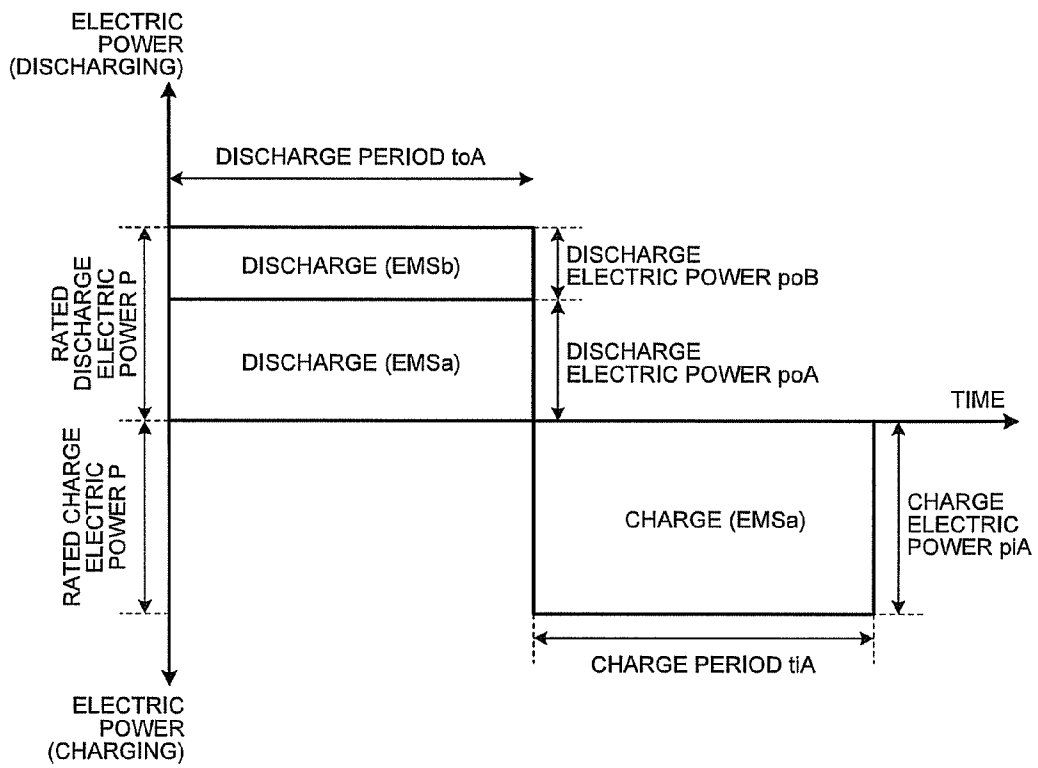 ELECTRIC
POWER
(DISCHARGING)
DISCHARGE PERIOD toA
RATED
DISCHARGE
ELECTRIC
POWER P
DISCHARGE (EMSb)
DISCHARGE
ELECTRIC POWER poB
DISCHARGE (EMSa)
DISCHARGE
ELECTRIC POWER poA
TIME
RATED CHARGE
ELECTRIC
POWER P
CHARGE (EMSa)
CHARGE
ELECTRIC
POWER piA
CHARGE PERIOD tiA
ELECTRIC
POWER
(CHARGING)